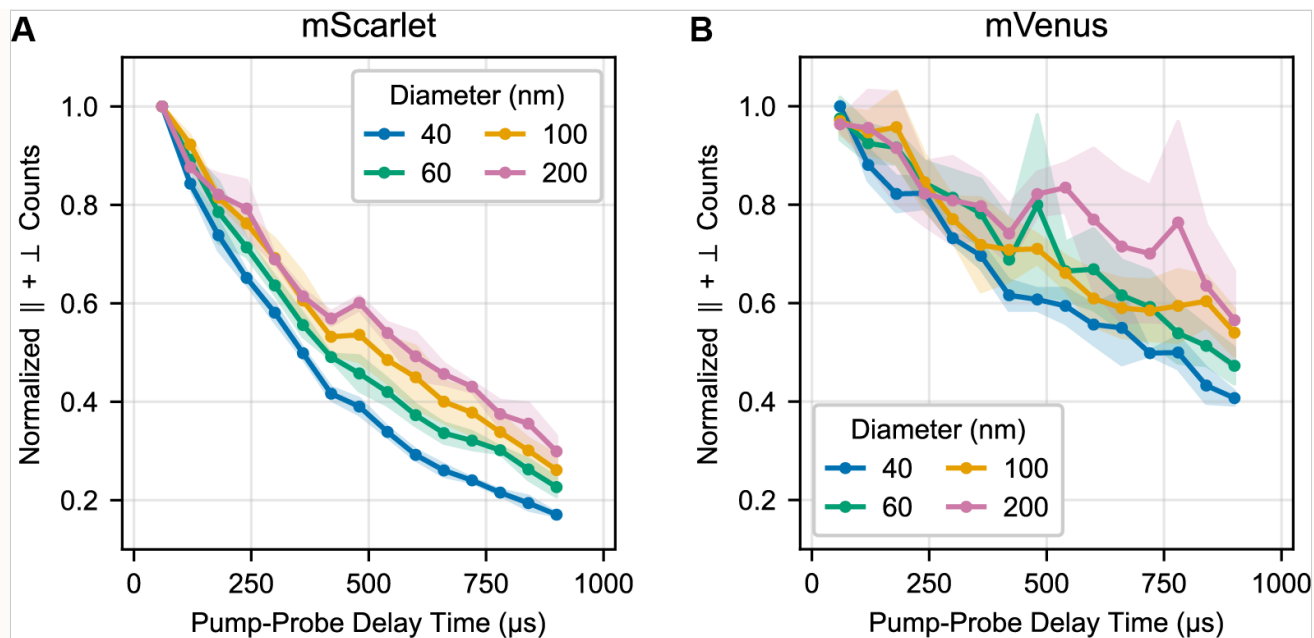 A
mScarlet
Normalized || + ⊥ Counts
1.0
0.8
0.6
0.4
0.2
Diameter (nm)
40 100
60 200
0 250 500 750 1000
Pump-Probe Delay Time (µs)
B
mVenus
Normalized || + ⊥ Counts
1.0
0.8
0.6
0.4
0.2
Diameter (nm)
40 100
60 200
0 250 500 750 1000
Pump-Probe Delay Time (µs)